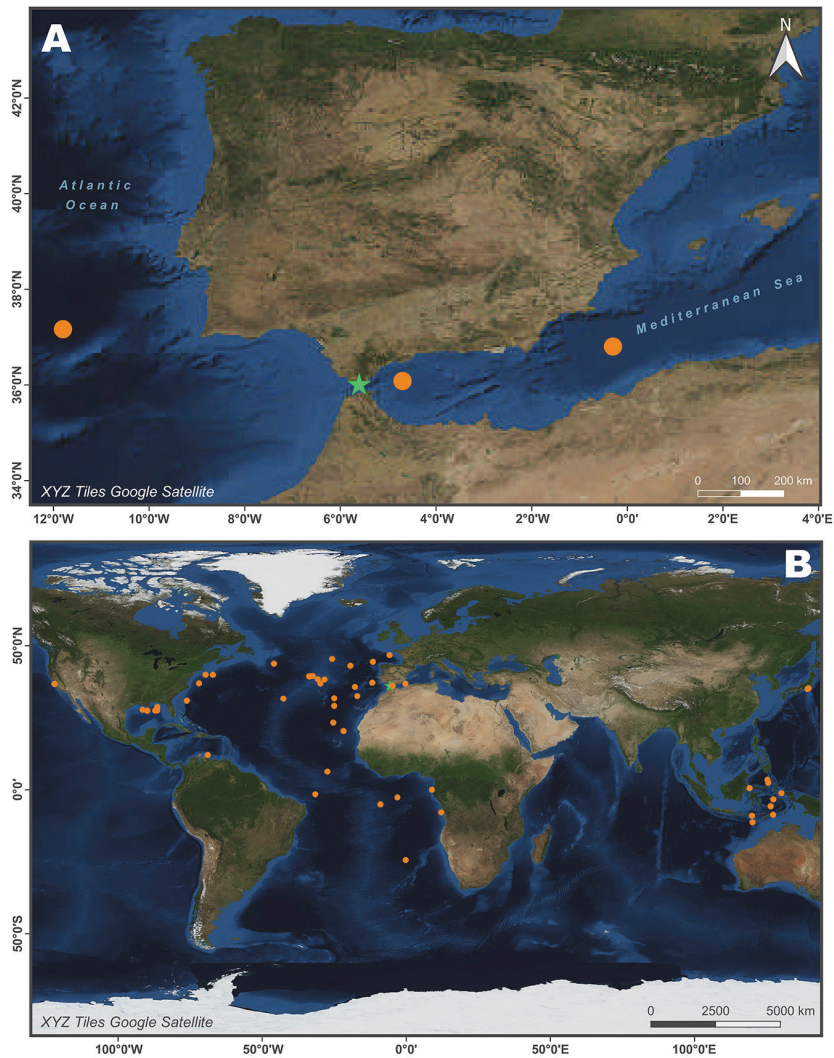 A
N
42°0'N
Atlantic
Ocean
40°0'N
38°0'N
Mediterranean Sea
36°0'N
34°0'N
XYZ Tiles Google Satellite
0 100 200 km
12°0'W 10°0'W 8°0'W 6°0'W 4°0'W 2°0'W 0°0' 2°0'E 4°0'E
B
50°0'N
0°0'
50°0'S
XYZ Tiles Google Satellite
0 2500 5000 km
100°0'W 50°0'W 0°0' 50°0'E 100°0'E